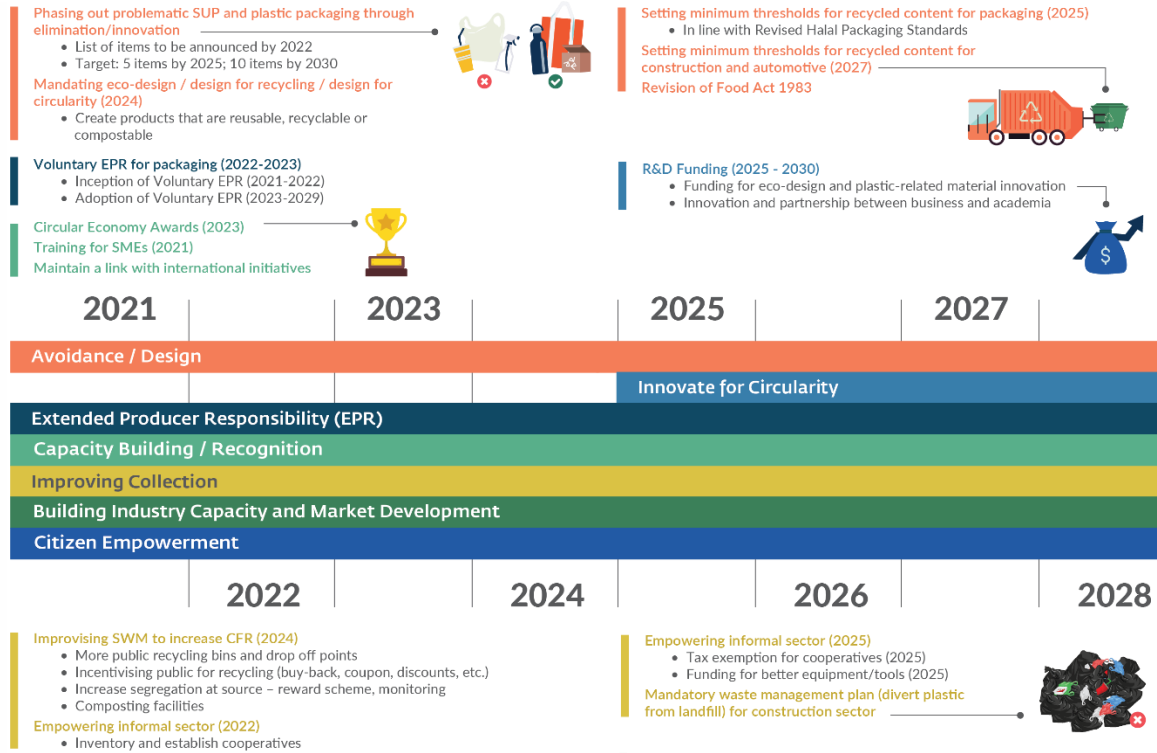 Phasing out problematic SUP and plastic packaging through
elimination/innovation
• List of items to be announced by 2022
• Target: 5 items by 2025; 10 items by 2030
Mandating eco-design / design for recycling / design for
circularity (2024)
• Create products that are reusable, recyclable or
compostable
Voluntary EPR for packaging (2022-2023)
• Inception of Voluntary EPR (2021-2022)
• Adoption of Voluntary EPR (2023-2029)
Circular Economy Awards (2023)
Training for SMEs (2021)
Maintain a link with international initiatives
Setting minimum thresholds for recycled content for packaging (2025)
• In line with Revised Halal Packaging Standards
Setting minimum thresholds for recycled content for
construction and automotive (2027)
Revision of Food Act 1983
R&D Funding (2025 - 2030)
• Funding for eco-design and plastic-related material innovation
• Innovation and partnership between business and academia
$
2021
2023
2025
2027
Avoidance / Design
Innovate for Circularity
Extended Producer Responsibility (EPR)
Capacity Building / Recognition
Improving Collection
Building Industry Capacity and Market Development
Citizen Empowerment
2022
2024
2026
2028
Improvising SWM to increase CFR (2024)
• More public recycling bins and drop off points
• Incentivising public for recycling (buy-back, coupon, discounts, etc.)
• Increase segregation at source – reward scheme, monitoring
• Composting facilities
Empowering informal sector (2022)
• Inventory and establish cooperatives
Empowering informal sector (2025)
• Tax exemption for cooperatives (2025)
• Funding for better equipment/tools (2025)
Mandatory waste management plan (divert plastic
from landfill) for construction sector